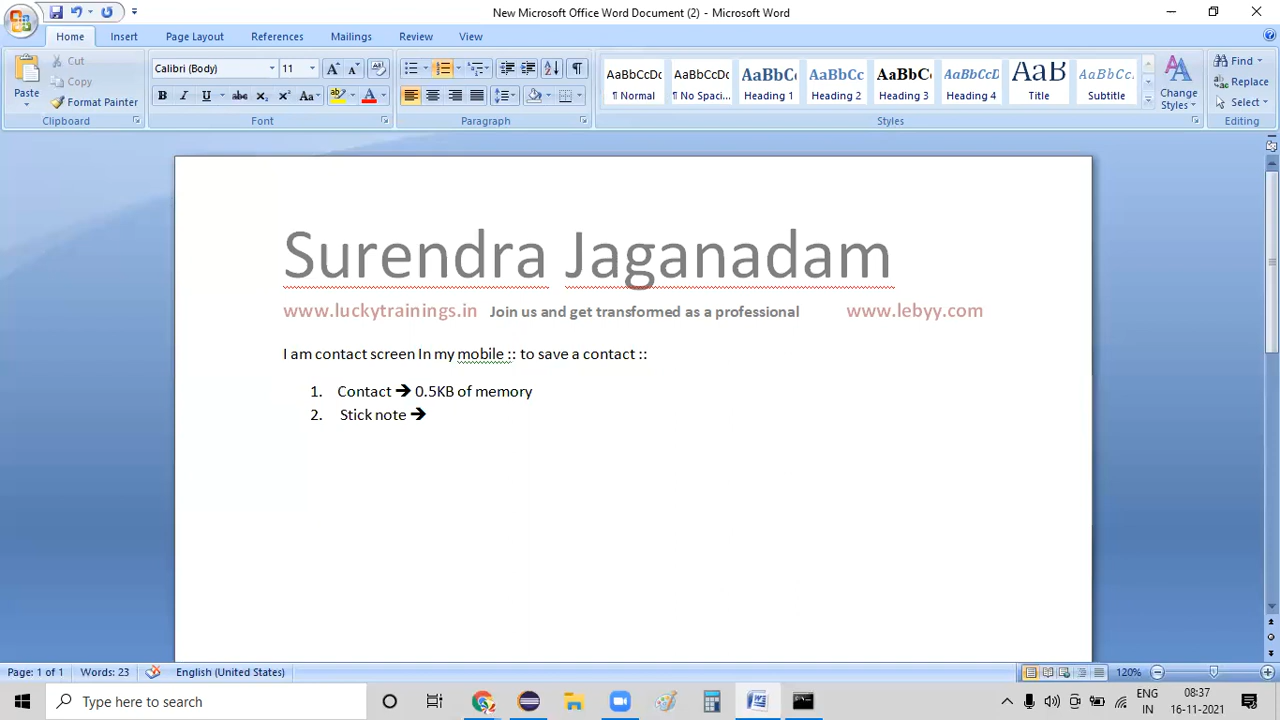 New Microsoft Office Word Document (2) - Microsoft Word
Home Insert Page Layout References Mailings Review View
Paste
Cut
Copy
Format Painter
Clipboard
Calibri (Body) 11
Font
Paragraph
AaBbCcDc AaBbCcDc AaBbC AaBbCc AaBbC AaBbCcD AaB AaBbCc.
¶ Normal ¶ No Spaci... Heading 1 Heading 2 Heading 3 Heading 4 Title Subtitle
Change Styles
Styles
Find
Replace
Select
Editing
Surendra Jaganadam
www.luckytrainings.in Join us and get transformed as a professional www.lebyy.com
I am contact screen In my mobile :: to save a contact ::
1. Contact ➔ 0.5KB of memory
2. Stick note ➔
Page: 1 of 1 Words: 23 English (United States) 120%
Type here to search
ENG
IN
08:37
16-11-2021